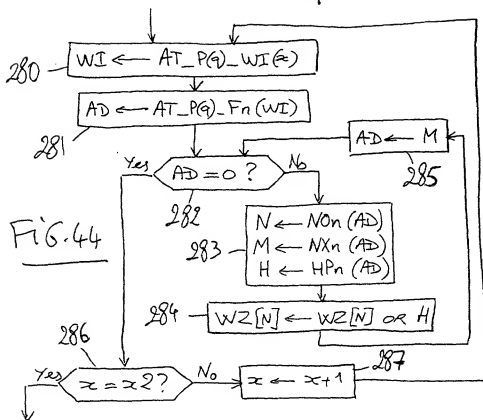 280
WI ← AT_P(q)_WI(x)
AD ← AT_P(q)_Fn(WI)
281
AD ← M
285
Yes
AD = 0 ?
No
282
FIG. 44
283
N ← NOn (AD)
M ← NXn (AD)
H ← HPn (AD)
284
WZ[N] ← WZ[N] OR H
286
287
Yes
x = x2 ?
No
x ← x+1